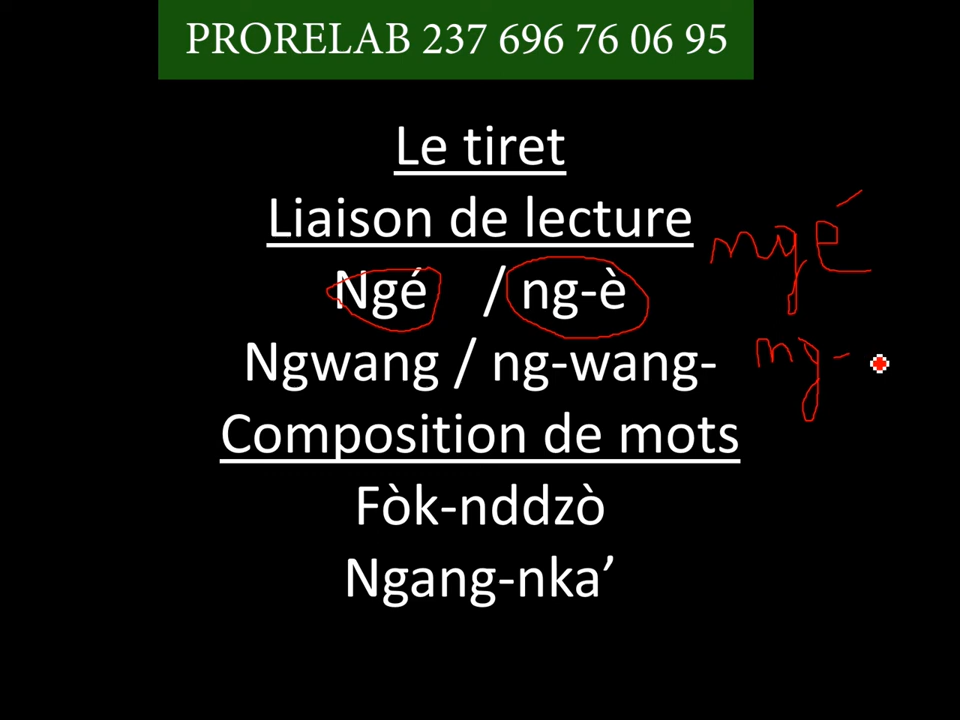 PRORELAB 237 696 76 06 95
Le tiret
Liaison de lecture
Ngé / ng-è
ngé
Ngwang / ng-wang-
ng-
Composition de mots
Fòk-nddzò
Ngang-nka’